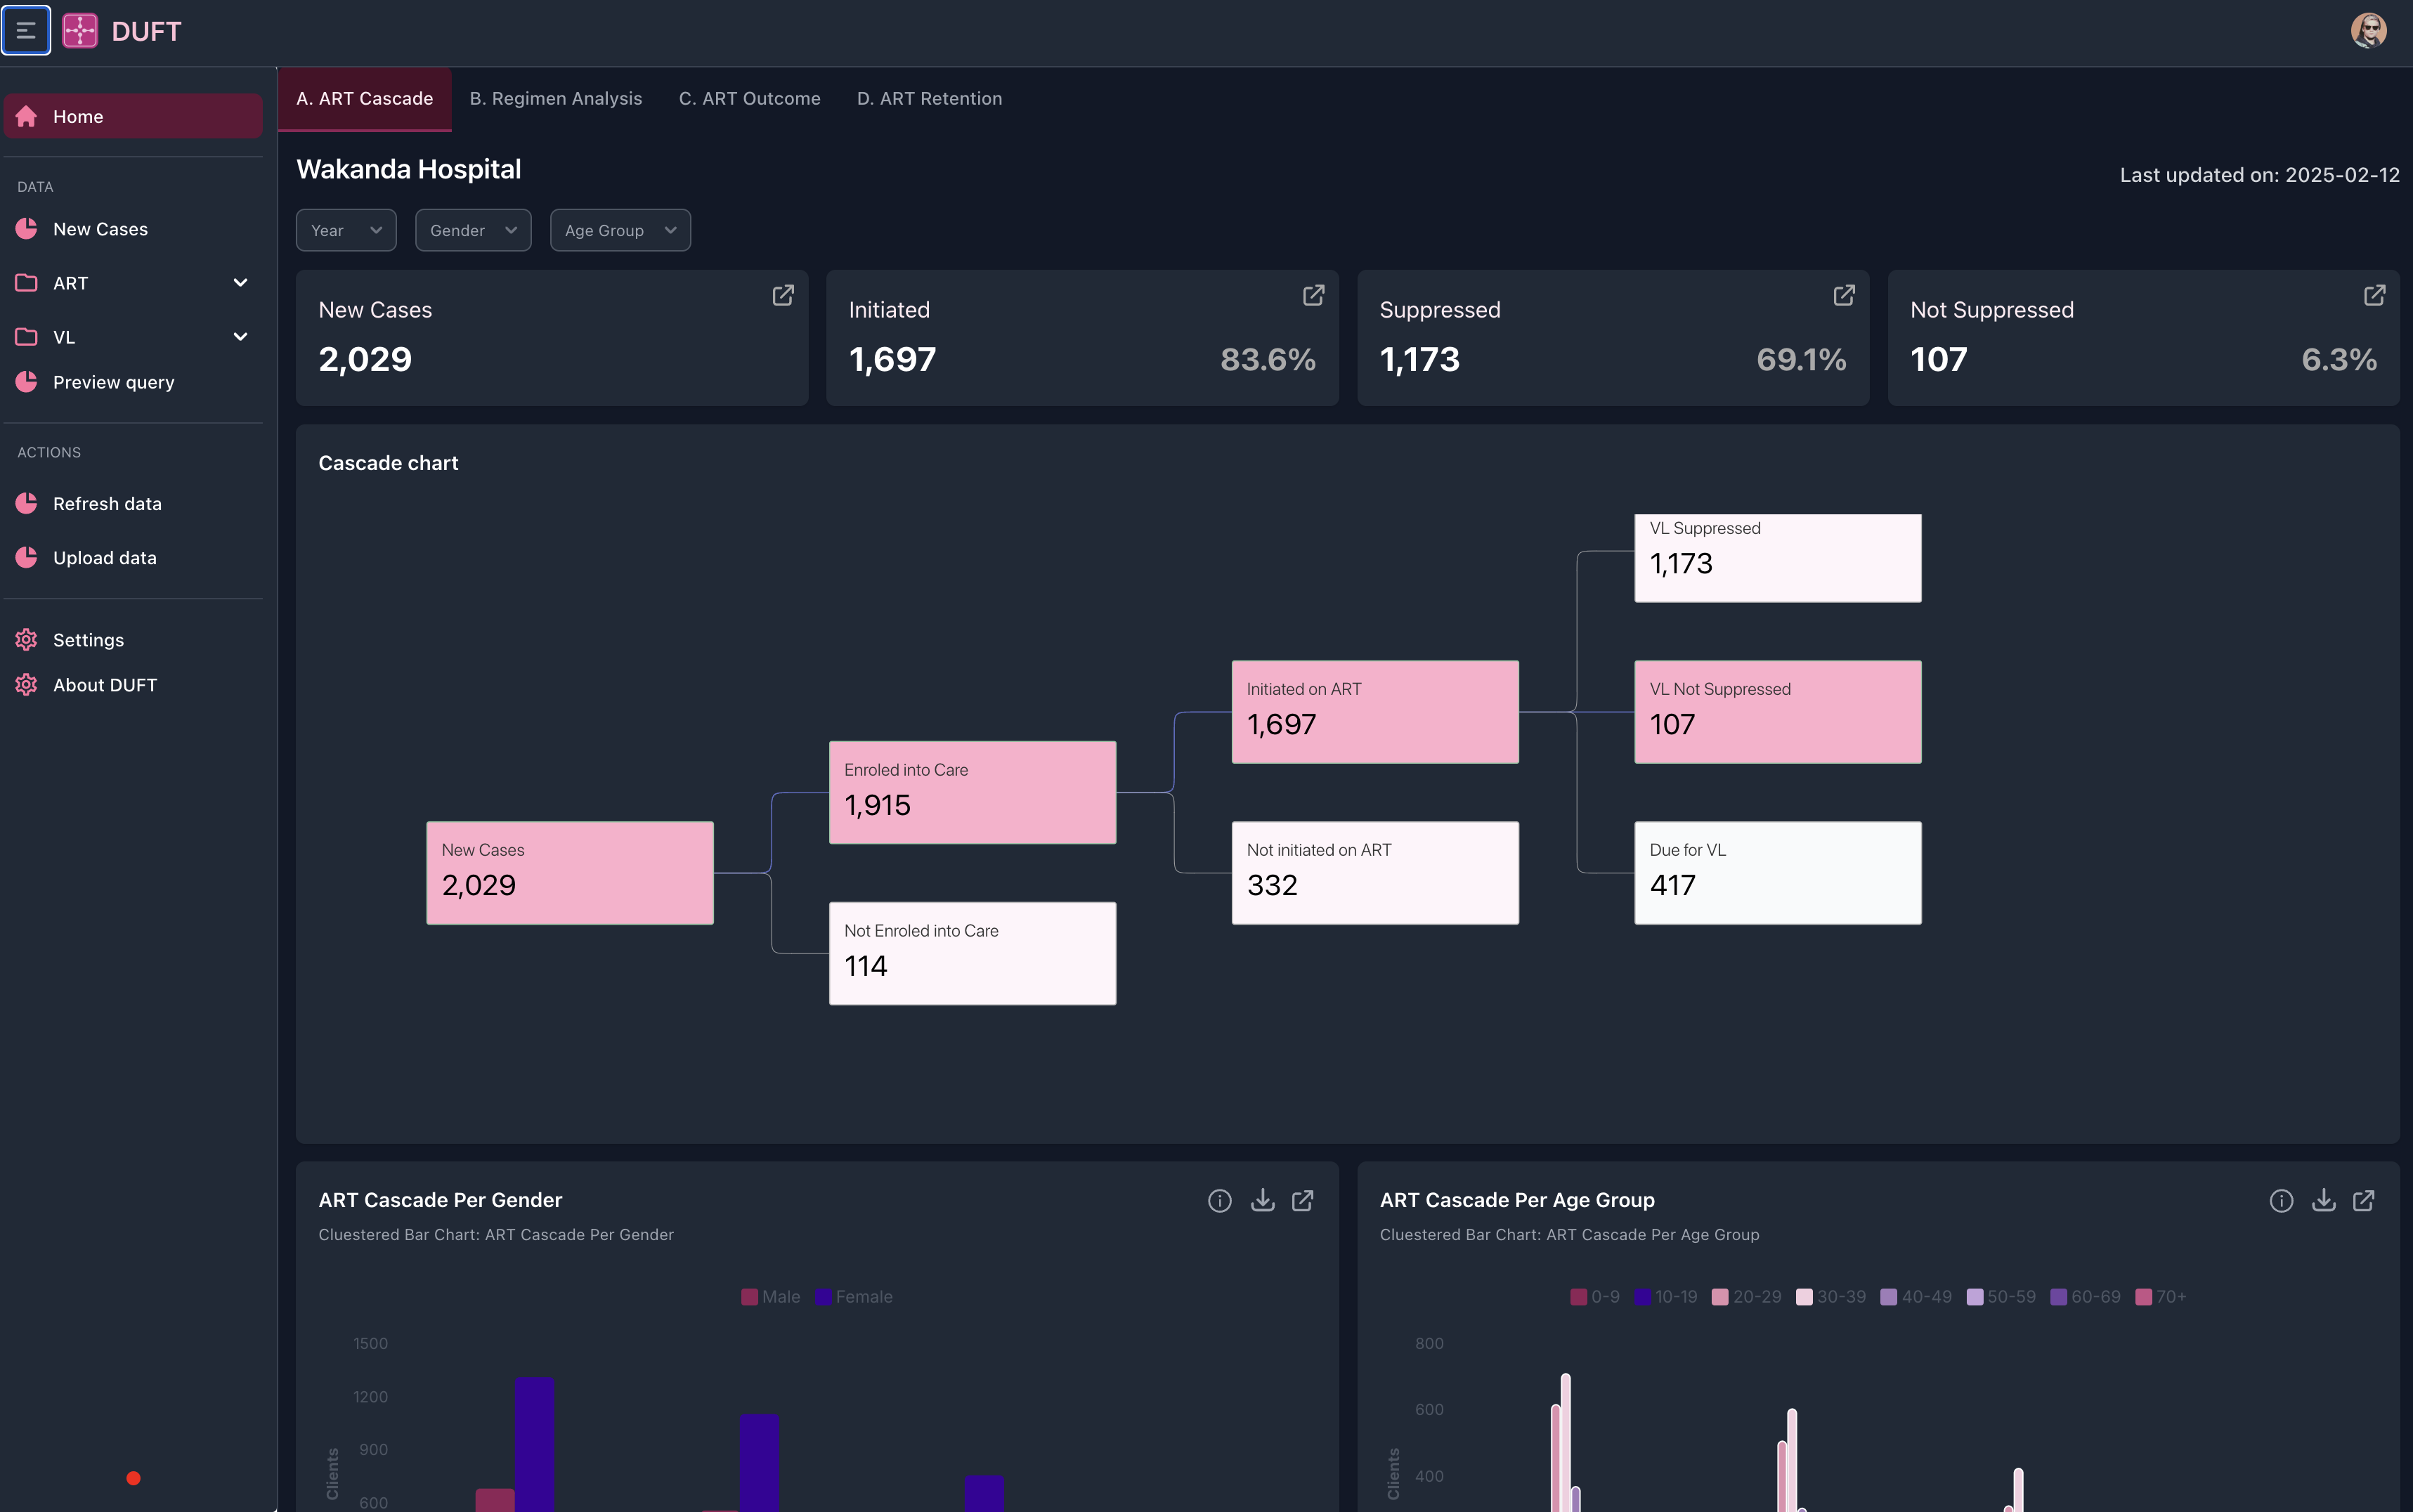 DUFT
Home
DATA
New Cases
ART
VL
Preview query
ACTIONS
Refresh data
Upload data
Settings
About DUFT
A. ART Cascade B. Regimen Analysis C. ART Outcome D. ART Retention
Wakanda Hospital
Last updated on: 2025-02-12
Year Gender Age Group
New Cases
2,029
Initiated
1,697 83.6%
Suppressed
1,173 69.1%
Not Suppressed
107 6.3%
Cascade chart
New Cases
2,029
Enroled into Care
1,915
Not Enroled into Care
114
Initiated on ART
1,697
Not initiated on ART
332
VL Suppressed
1,173
VL Not Suppressed
107
Due for VL
417
ART Cascade Per Gender
Cluestered Bar Chart: ART Cascade Per Gender
Male Female
1500
1200
900
600
Clients
ART Cascade Per Age Group
Cluestered Bar Chart: ART Cascade Per Age Group
0-9 10-19 20-29 30-39 40-49 50-59 60-69 70+
800
600
400
Clients